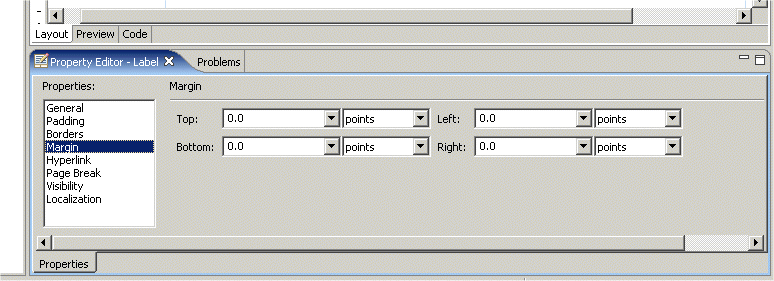 Layout Preview Code
Property Editor - Label Problems
Properties: Margin
General
Padding
Borders
Margin
Hyperlink
Page Break
Visibility
Localization
Top: 0.0 points Left: 0.0 points
Bottom: 0.0 points Right: 0.0 points
Properties